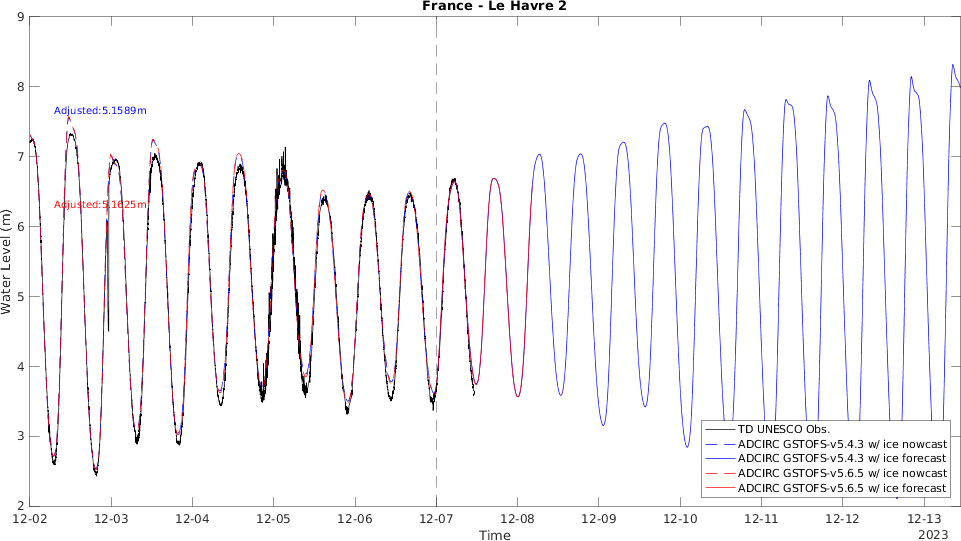 France - Le Havre 2
9
8
7
6
5
4
3
2
Water Level (m)
Adjusted:5.1589m
Adjusted:5.1625m
TD UNESCO Obs.
ADCIRC GSTOFS-v5.4.3 w/ ice nowcast
ADCIRC GSTOFS-v5.4.3 w/ ice forecast
ADCIRC GSTOFS-v5.6.5 w/ ice nowcast
ADCIRC GSTOFS-v5.6.5 w/ ice forecast
12-02 12-03 12-04 12-05 12-06 12-07 12-08 12-09 12-10 12-11 12-12 12-13
Time
2023